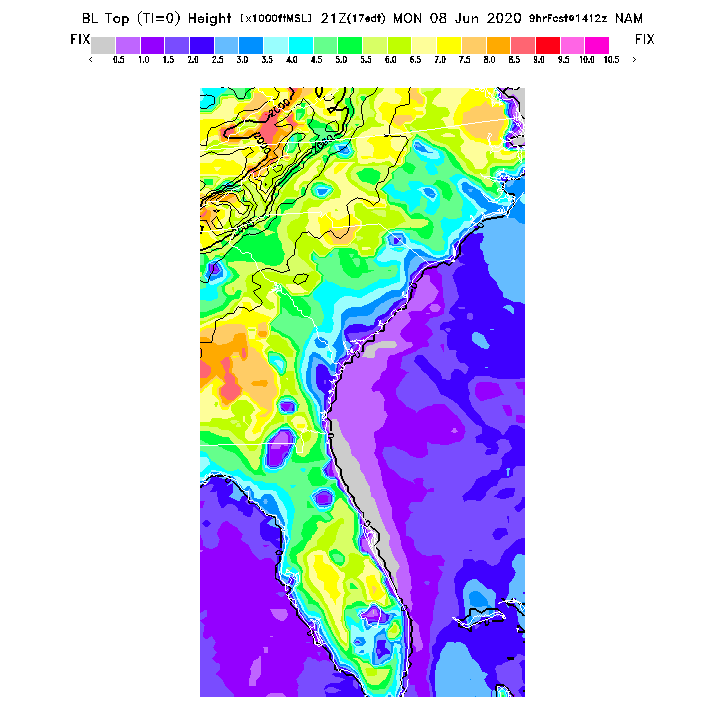 BL Top (TI=0) Height [x1000ftMSL] 21Z(17edt) MON 08 Jun 2020 9hrFcst@1412z NAM
FIX FIX
< 0.5 1.0 1.5 2.0 2.5 3.0 3.5 4.0 4.5 5.0 5.5 6.0 6.5 7.0 7.5 8.0 8.5 9.0 9.5 10.0 10.5 >
2000
2000